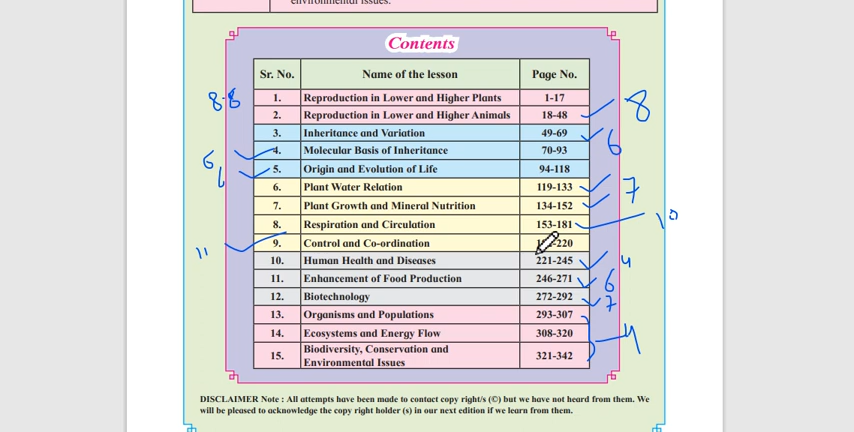 environmental issues.
Contents
Sr. No. Name of the lesson Page No.
8-8 1. Reproduction in Lower and Higher Plants 1-17
2. Reproduction in Lower and Higher Animals 18-48 8
3. Inheritance and Variation 49-69 6
4. Molecular Basis of Inheritance 70-93
6 5. Origin and Evolution of Life 94-118
6. Plant Water Relation 119-133 7
7. Plant Growth and Mineral Nutrition 134-152
8. Respiration and Circulation 153-181 10
11 9. Control and Co-ordination -220
10. Human Health and Diseases 221-245 4
11. Enhancement of Food Production 246-271 6
12. Biotechnology 272-292 7
13. Organisms and Populations 293-307
14. Ecosystems and Energy Flow 308-320
15. Biodiversity, Conservation and
Environmental Issues 321-342
DISCLAIMER Note : All attempts have been made to contact copy right/s (©) but we have not heard from them. We
will be pleased to acknowledge the copy right holder (s) in our next edition if we learn from them.